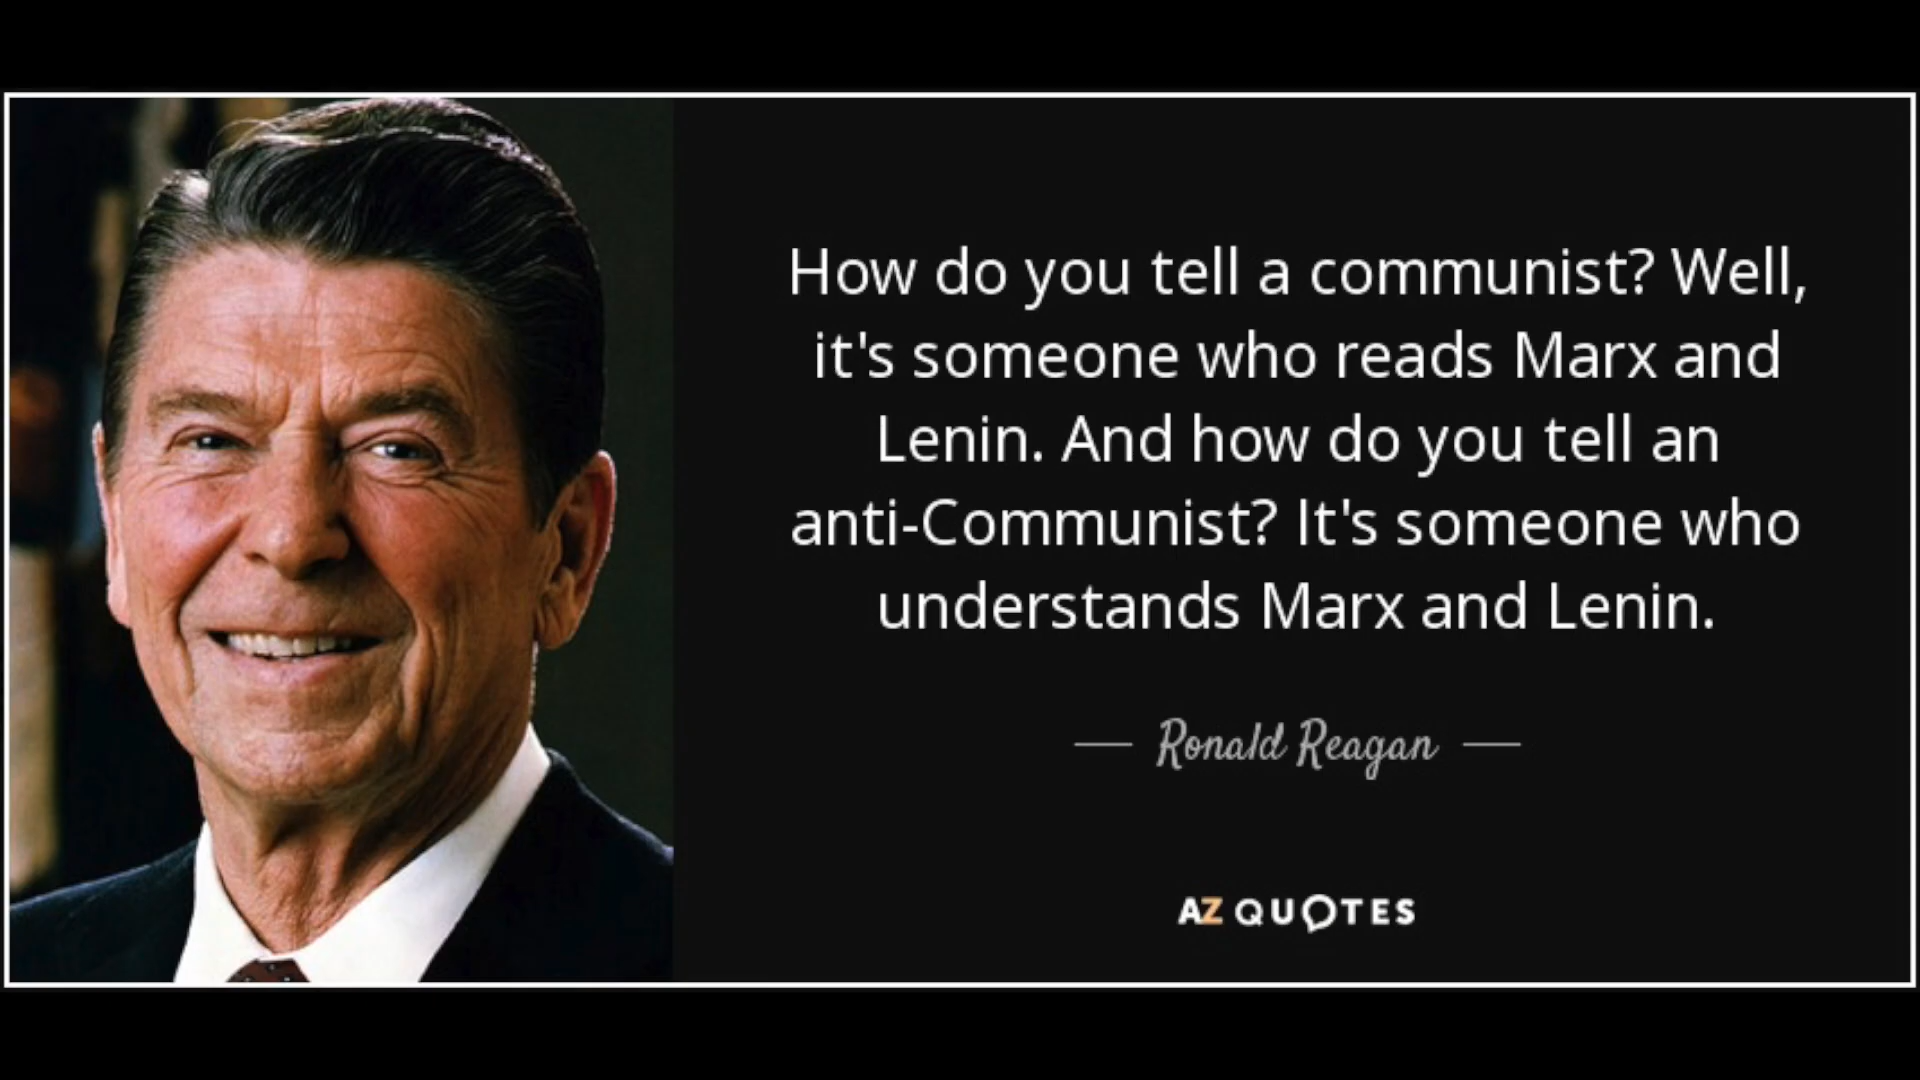 How do you tell a communist? Well,
it's someone who reads Marx and
Lenin. And how do you tell an
anti-Communist? It's someone who
understands Marx and Lenin.
Ronald Reagan
AZ QUOTES